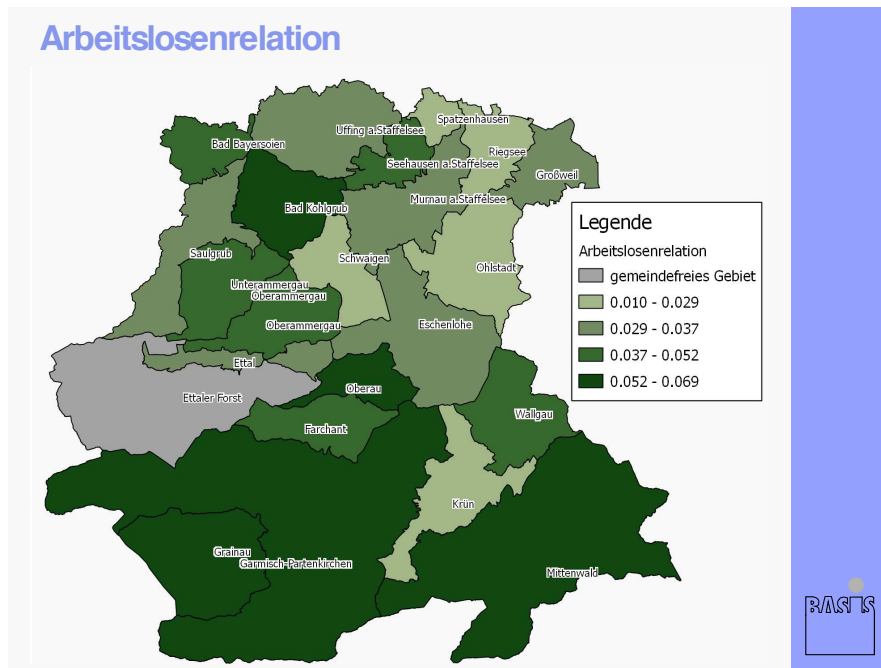 Arbeitslosenrelation
Spatzenhausen
Uffing a.Staffelsee
Bad Bayersoien
Riegsee
Seehausen a.Staffelsee
Großweil
Murnau a.Staffelsee
Bad Kohlgrub
Saulgrub
Schwaigen
Ohlstadt
Unterammergau
Oberammergau
Oberammergau
Eschenlohe
Ettal
Oberau
Ettaler Forst
Wallgau
Farchant
Krün
Grainau
Garmisch-Partenkirchen
Mittenwald
Legende
Arbeitslosenrelation
gemeindefreies Gebiet
0.010 - 0.029
0.029 - 0.037
0.037 - 0.052
0.052 - 0.069
BASIS